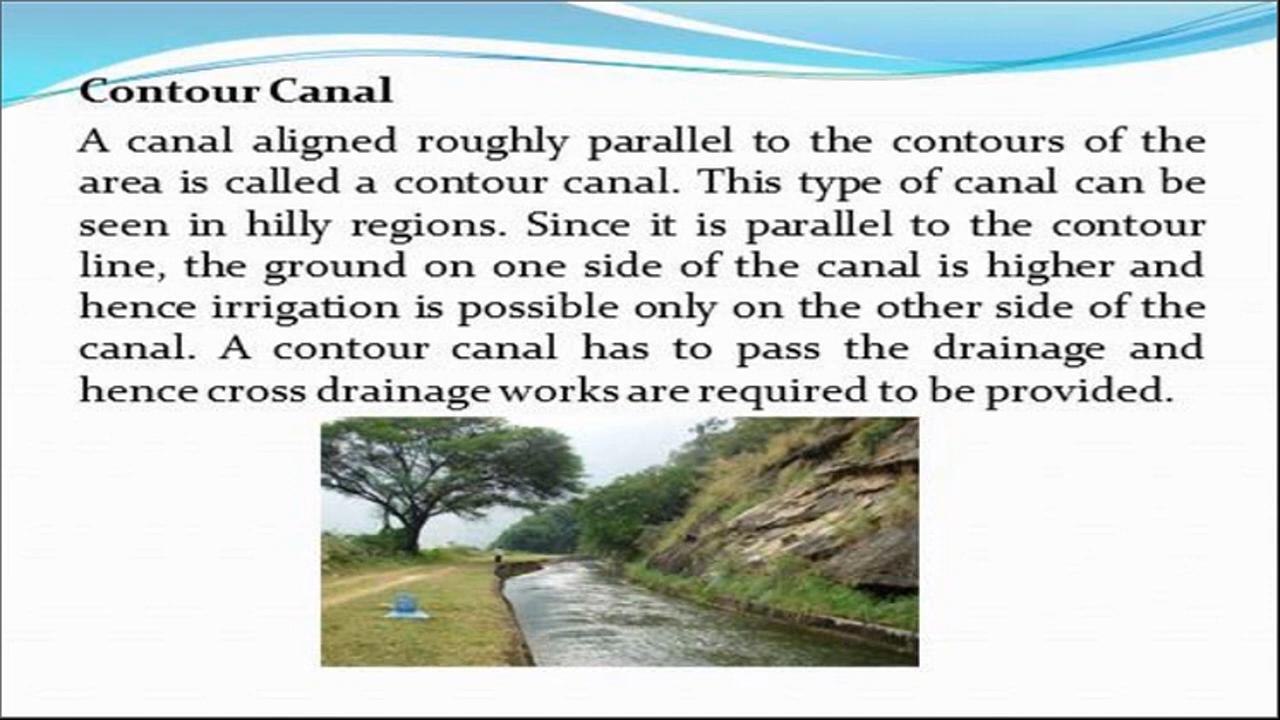 Contour Canal
A canal aligned roughly parallel to the contours of the
area is called a contour canal. This type of canal can be
seen in hilly regions. Since it is parallel to the contour
line, the ground on one side of the canal is higher and
hence irrigation is possible only on the other side of the
canal. A contour canal has to pass the drainage and
hence cross drainage works are required to be provided.